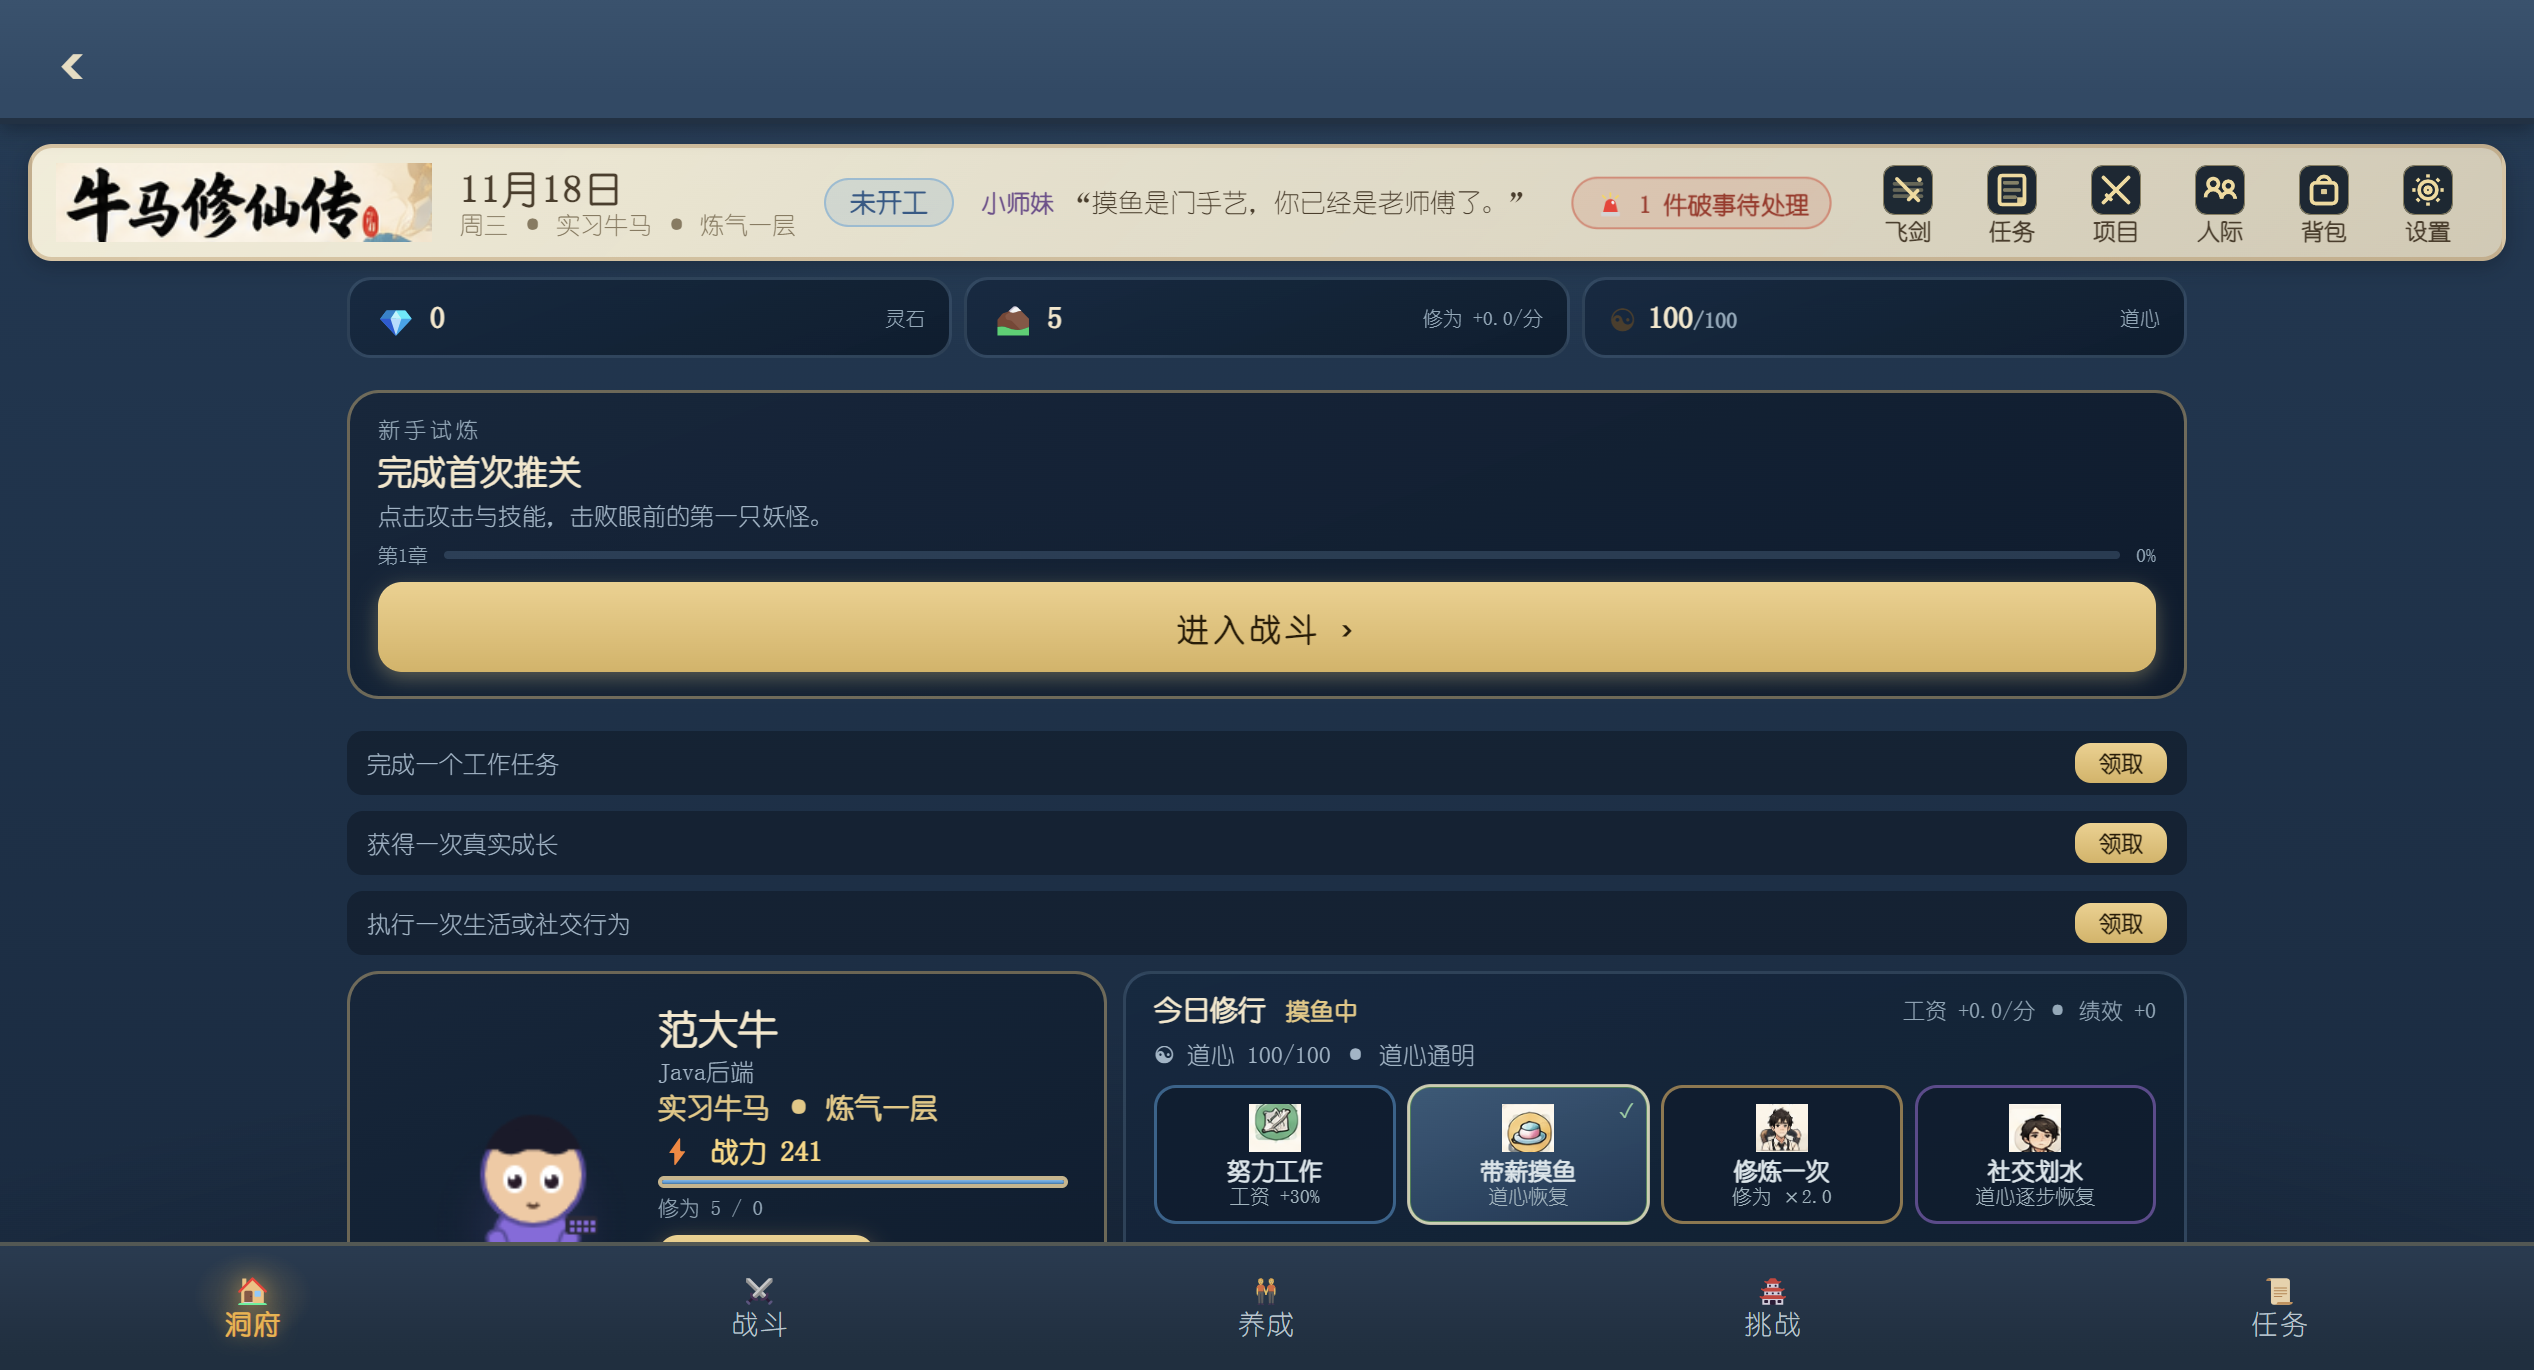 牛马修仙传
11月18日
周三 • 实习牛马 • 炼气一层
未开工
小师妹 “摸鱼是门手艺，你已经是老师傅了。”
1 件破事待处理
飞剑
任务
项目
人际
背包
设置
0 灵石
5 修为 +0.0/分
100/100 道心
新手试炼
完成首次推关
点击攻击与技能，击败眼前的第一只妖怪。
第1章 0%
进入战斗 ›
完成一个工作任务 领取
获得一次真实成长 领取
执行一次生活或社交行为 领取
范大牛
Java后端
实习牛马 • 炼气一层
战力 241
修为 5 / 0
今日修行 摸鱼中 工资 +0.0/分 • 绩效 +0
道心 100/100 • 道心通明
努力工作
工资 +30%
带薪摸鱼
道心恢复
修炼一次
修为 ×2.0
社交划水
道心逐步恢复
洞府
战斗
养成
挑战
任务